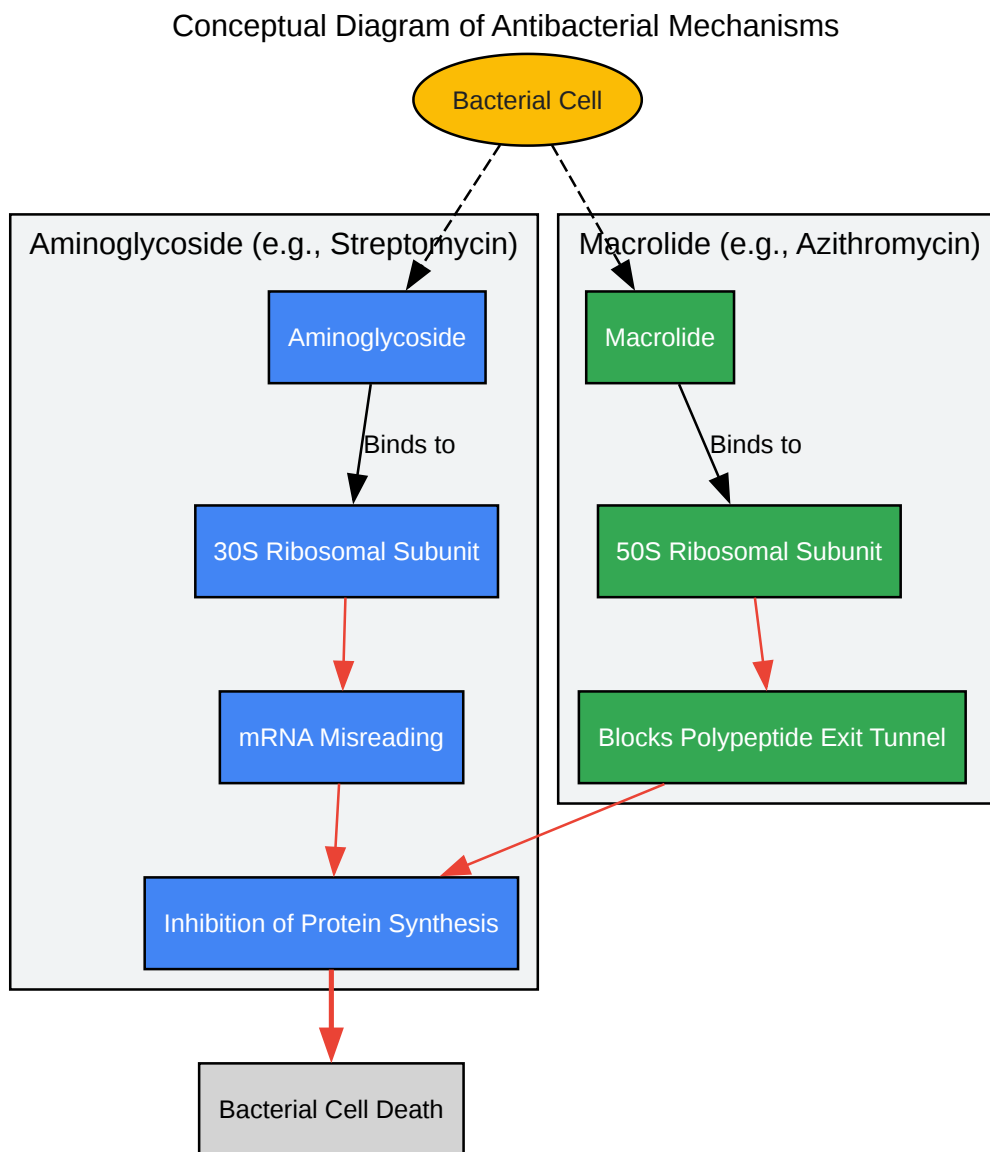 Conceptual Diagram of Antibacterial Mechanisms
Bacterial Cell
Aminoglycoside (e.g., Streptomycin)
Macrolide (e.g., Azithromycin)
Aminoglycoside
Macrolide
Binds to
Binds to
30S Ribosomal Subunit
50S Ribosomal Subunit
mRNA Misreading
Blocks Polypeptide Exit Tunnel
Inhibition of Protein Synthesis
Bacterial Cell Death